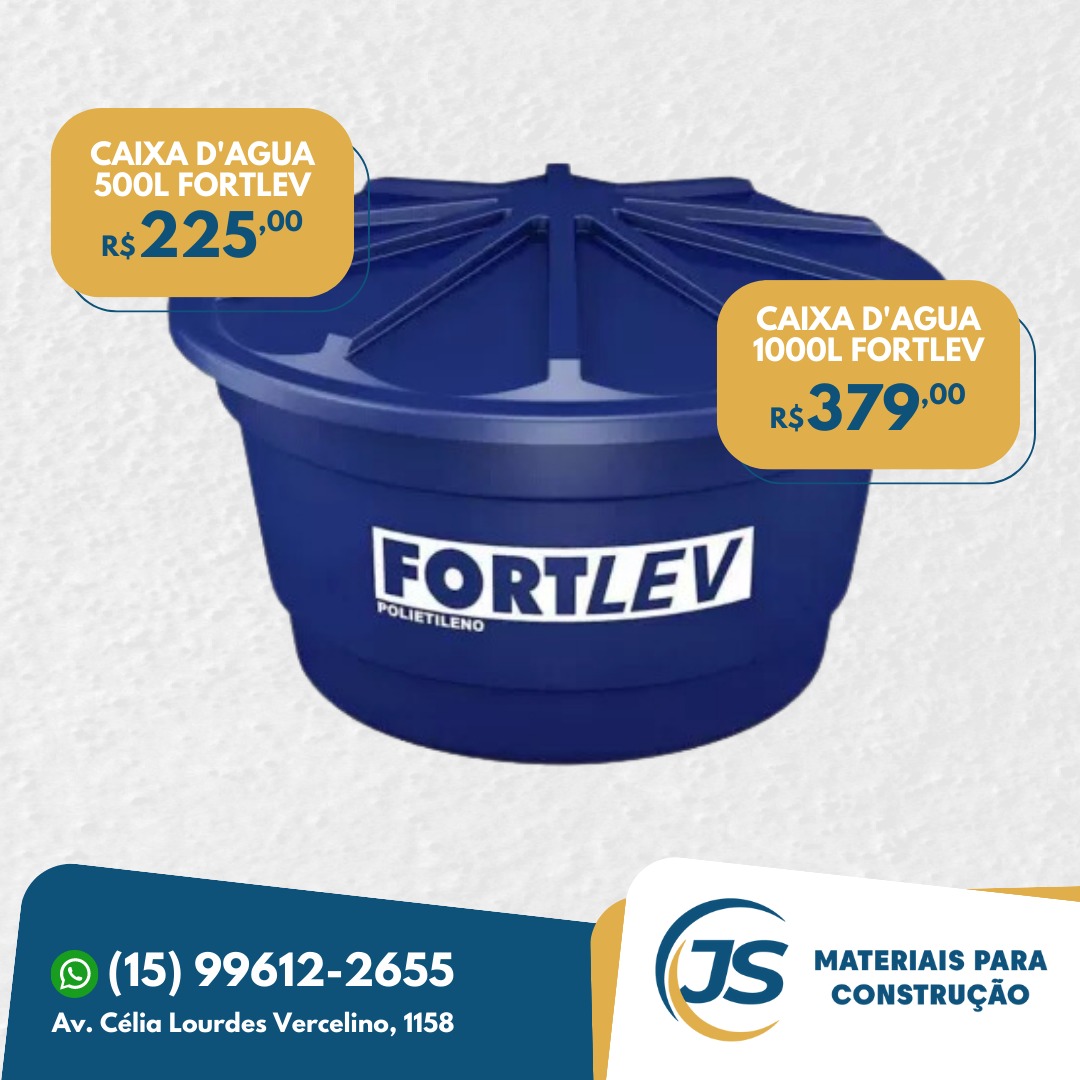 CAIXA D'AGUA
500L FORTLEV
R$225,00
CAIXA D'AGUA
1000L FORTLEV
R$379,00
FORTLEV
POLIETILENO
(15) 99612-2655
Av. Célia Lourdes Vercelino, 1158
JS
MATERIAIS PARA
CONSTRUÇÃO